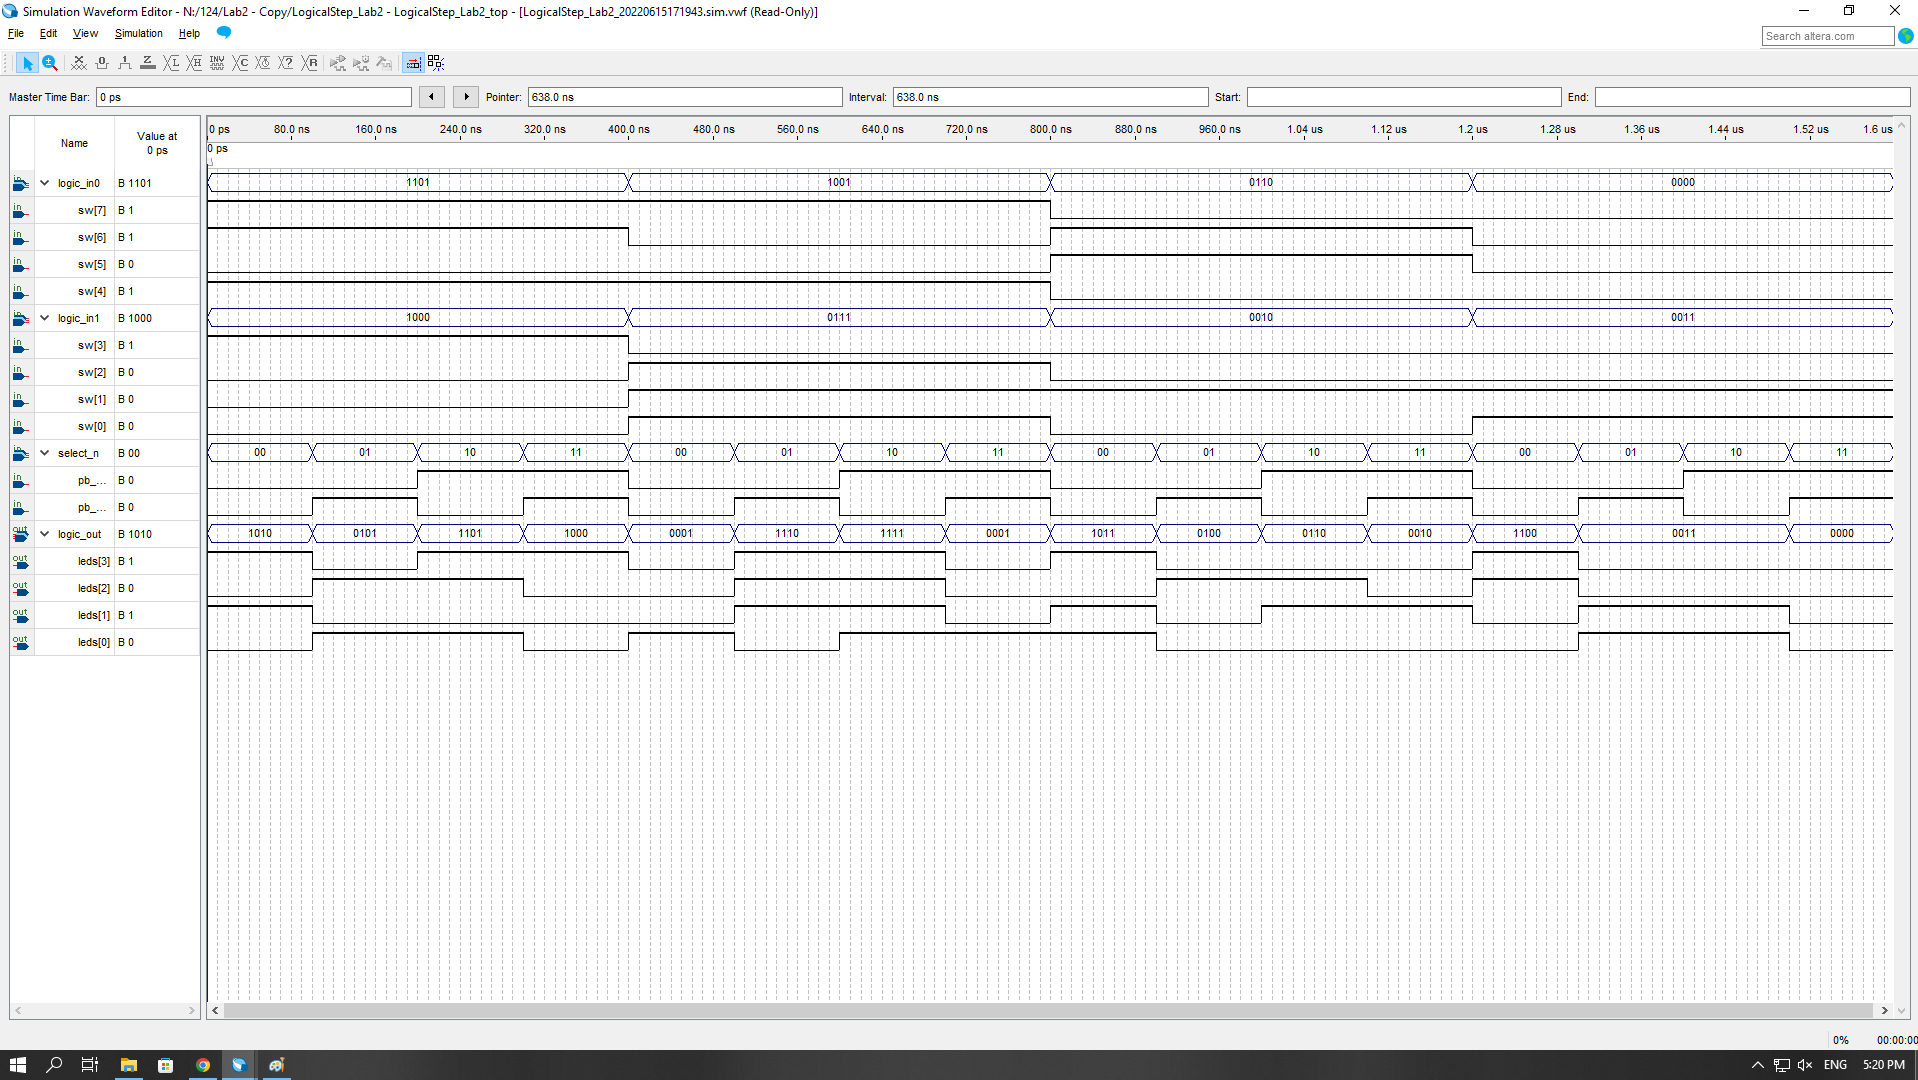 Simulation Waveform Editor - N:/124/Lab2 - Copy/LogicalStep_Lab2 - LogicalStep_Lab2_top - [LogicalStep_Lab2_20220615171943.sim.vwf (Read-Only)]
File Edit View Simulation Help
Search altera.com
Master Time Bar: 0 ps Pointer: 638.0 ns Interval: 638.0 ns Start: End:
Name Value at 0 ps
0 ps 80.0 ns 160.0 ns 240.0 ns 320.0 ns 400.0 ns 480.0 ns 560.0 ns 640.0 ns 720.0 ns 800.0 ns 880.0 ns 960.0 ns 1.04 us 1.12 us 1.2 us 1.28 us 1.36 us 1.44 us 1.52 us 1.6 us
0 ps
in logic_in0 B 1101 1101 1001 0110 0000
in sw[7] B 1
in sw[6] B 1
in sw[5] B 0
in sw[4] B 1
in logic_in1 B 1000 1000 0111 0010 0011
in sw[3] B 1
in sw[2] B 0
in sw[1] B 0
in sw[0] B 0
in select_n B 00 00 01 10 11 00 01 10 11 00 01 10 11 00 01 10 11
in pb_... B 0
in pb_... B 0
out logic_out B 1010 1010 0101 1101 1000 0001 1110 1111 0001 1011 0100 0110 0010 1100 0011 0000
out leds[3] B 1
out leds[2] B 0
out leds[1] B 1
out leds[0] B 0
0% 00:00:00
ENG 5:20 PM